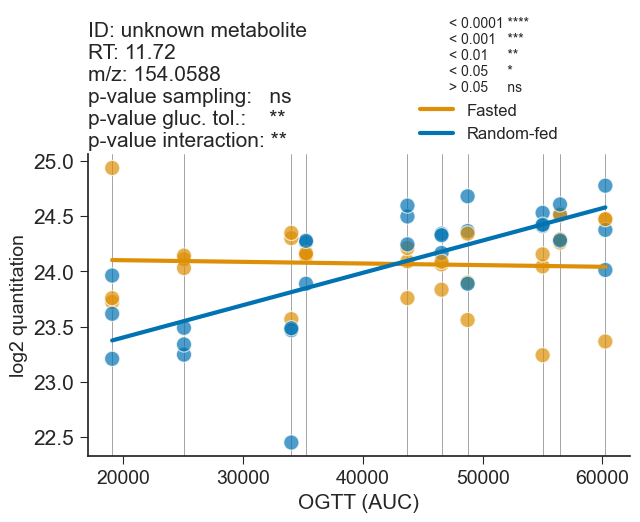 ID: unknown metabolite
RT: 11.72
m/z: 154.0588
p-value sampling: ns
p-value gluc. tol.: **
p-value interaction: **
< 0.0001 ****
< 0.001 ***
< 0.01 **
< 0.05 *
> 0.05 ns
Fasted
Random-fed
25.0
24.5
24.0
23.5
23.0
22.5
log2 quantitation
20000 30000 40000 50000 60000
OGTT (AUC)